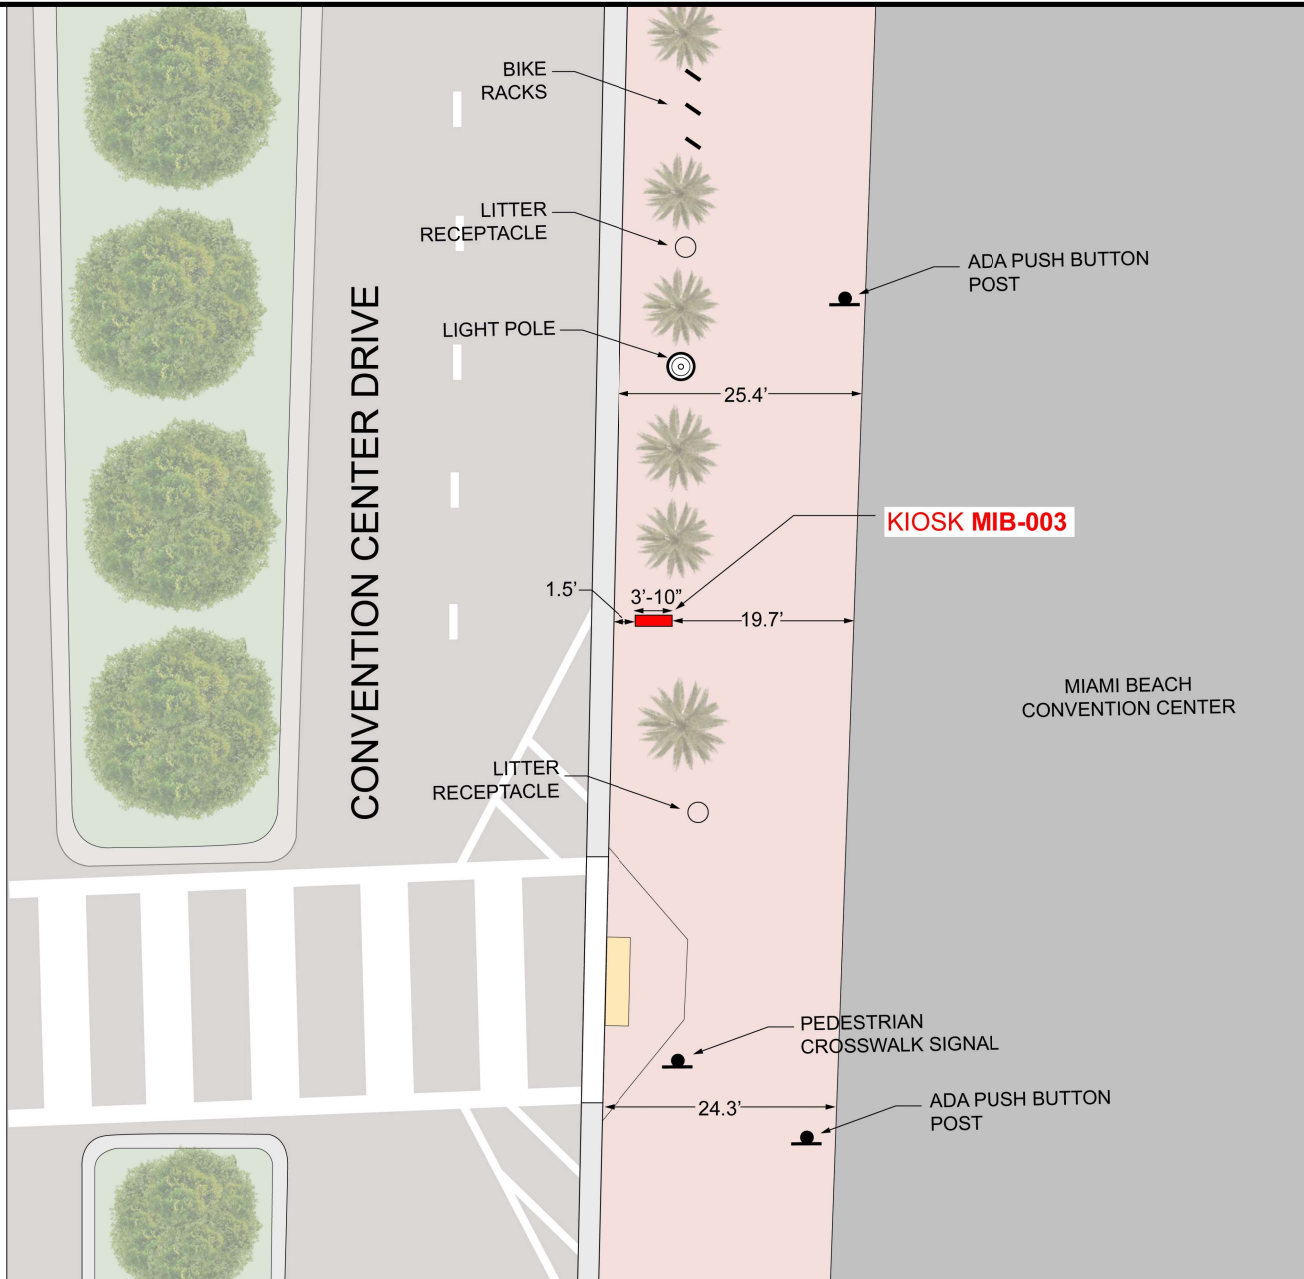 BIKE
RACKS
LITTER
RECEPTACLE
ADA PUSH BUTTON
POST
LIGHT POLE
CONVENTION CENTER DRIVE
25.4'
KIOSK MIB-003
1.5'
3'-10"
19.7'
MIAMI BEACH
CONVENTION CENTER
LITTER
RECEPTACLE
PEDESTRIAN
CROSSWALK SIGNAL
24.3'
ADA PUSH BUTTON
POST